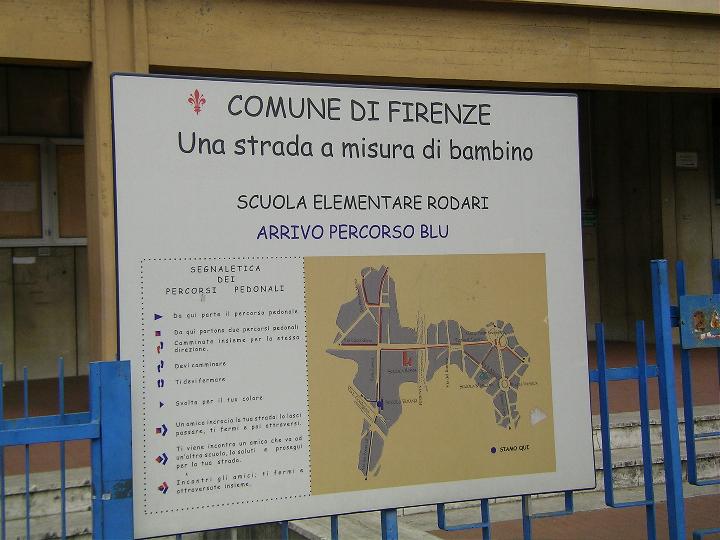 COMUNE DI FIRENZE
Una strada a misura di bambino
SCUOLA ELEMENTARE RODARI
ARRIVO PERCORSO BLU
SEGNALETICA
DEI
PERCORSI PEDONALI
Da qui parte il percorso pedonale
Da qui partono due percorsi pedonali
Camminate insieme per la stessa
direzione.
Devi camminare
Ti devi fermare
Svolta per il tuo colore
Un amico incrocia la tua strada: lo lasci
passare, ti fermi e poi attraversi.
Ti viene incontro un amico che va ad
un'altra scuola, lo saluti e prosegui
per la tua strada.
Incontri gli amici, ti fermi e
attraversate insieme.
SIAMO QUI